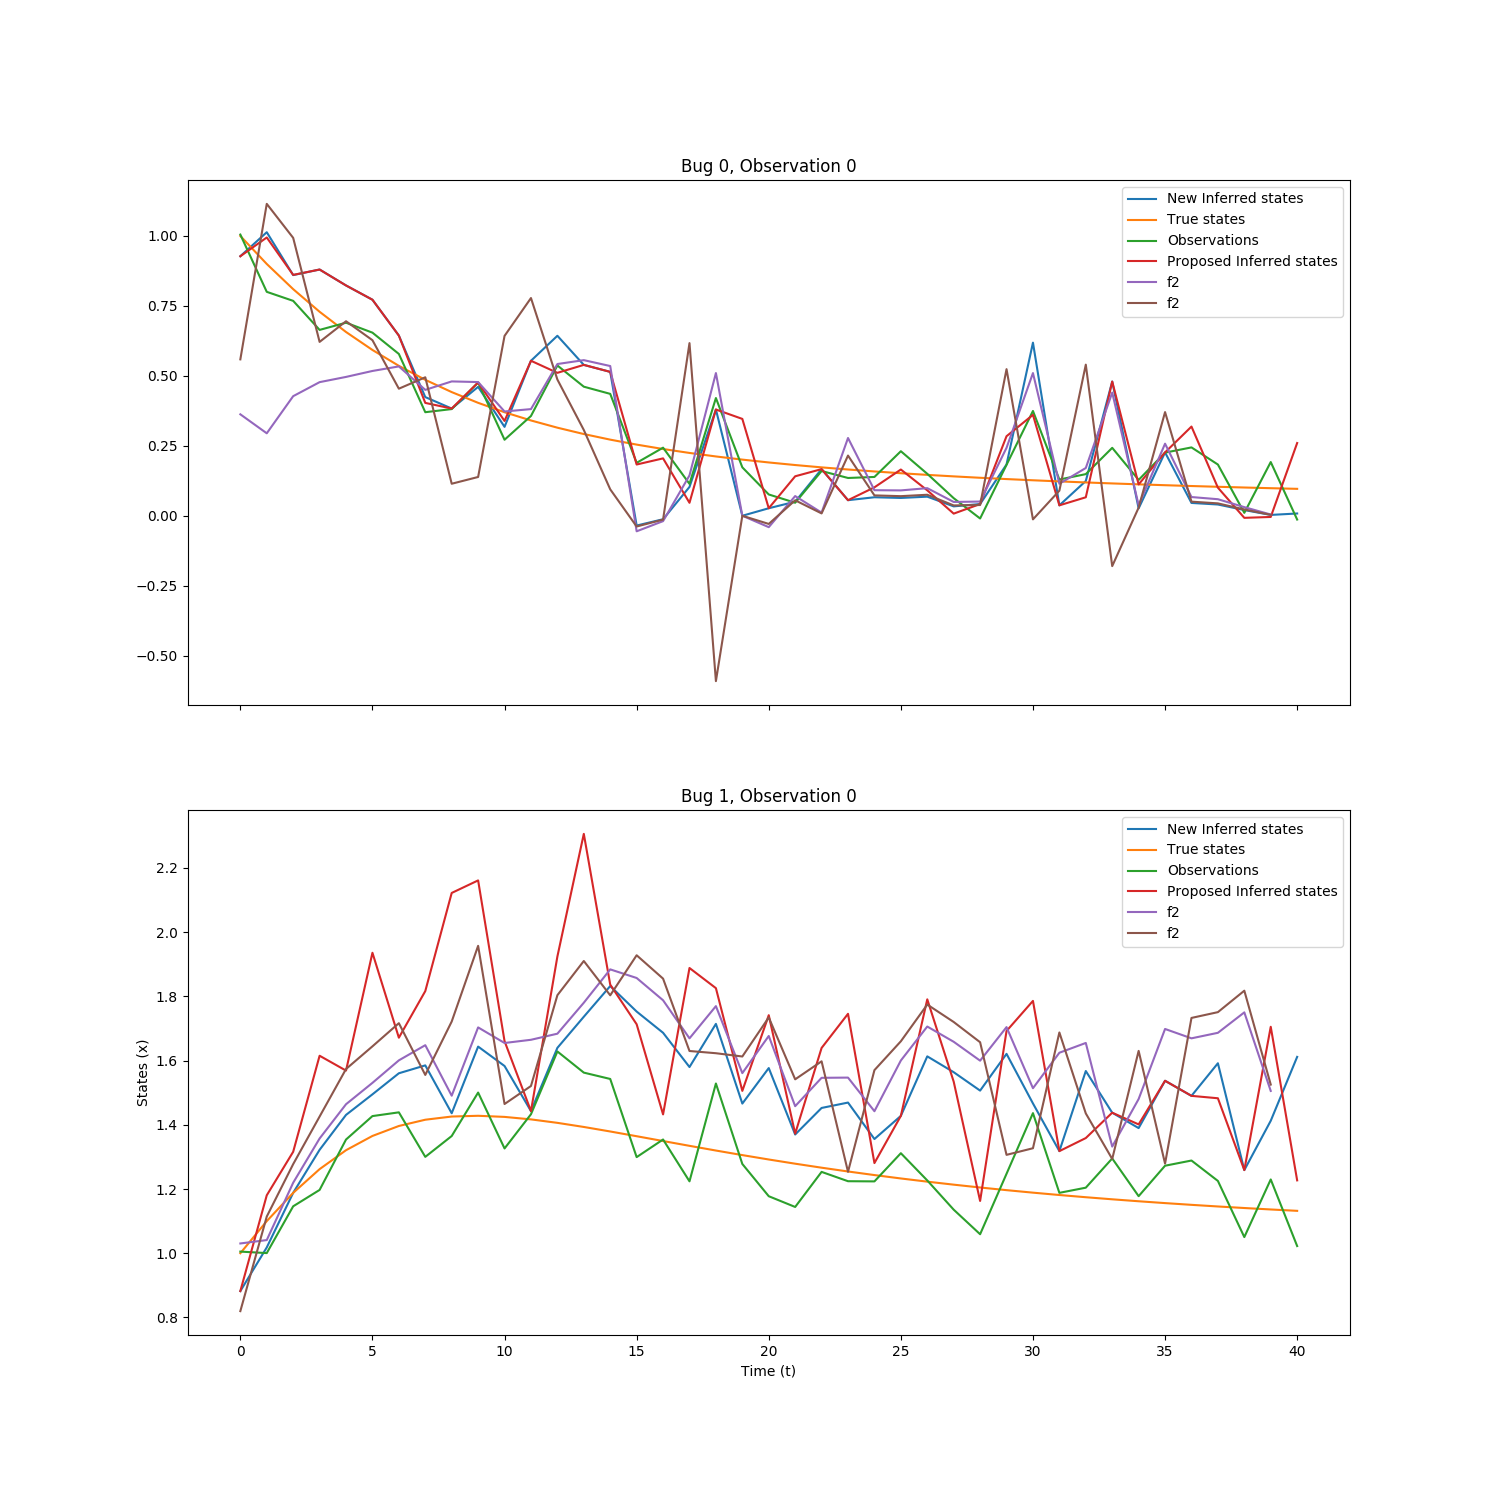 Bug 0, Observation 0
New Inferred states
True states
Observations
Proposed Inferred states
f2
f2
1.00
0.75
0.50
0.25
0.00
−0.25
−0.50
Bug 1, Observation 0
New Inferred states
True states
Observations
Proposed Inferred states
f2
f2
States (x)
2.2
2.0
1.8
1.6
1.4
1.2
1.0
0.8
0 5 10 15 20 25 30 35 40
Time (t)